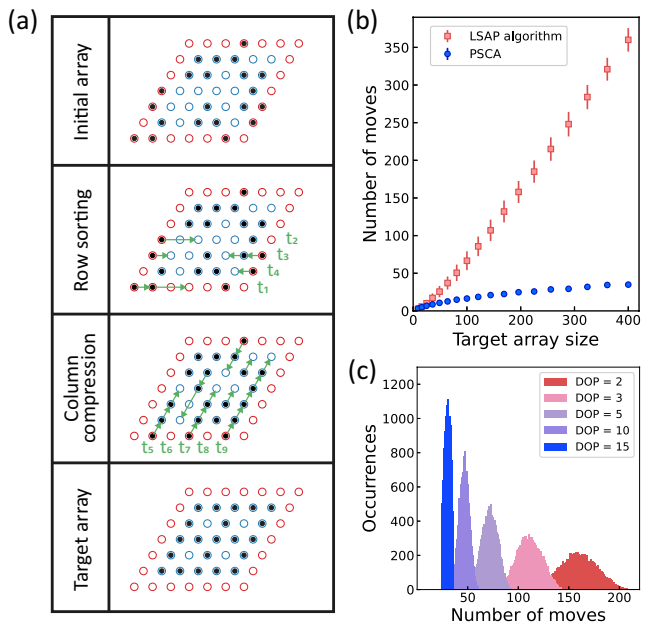 (a)
Initial array
Row sorting
t₂
t₃
t₄
t₁
Column
compression
t₅ t₆ t₇ t₈ t₉
Target array
(b)
LSAP algorithm
PSCA
Number of moves
350
300
250
200
150
100
50
0
0 100 200 300 400
Target array size
(c)
DOP = 2
DOP = 3
DOP = 5
DOP = 10
DOP = 15
Occurrences
1200
1000
800
600
400
200
0
0 50 100 150 200
Number of moves